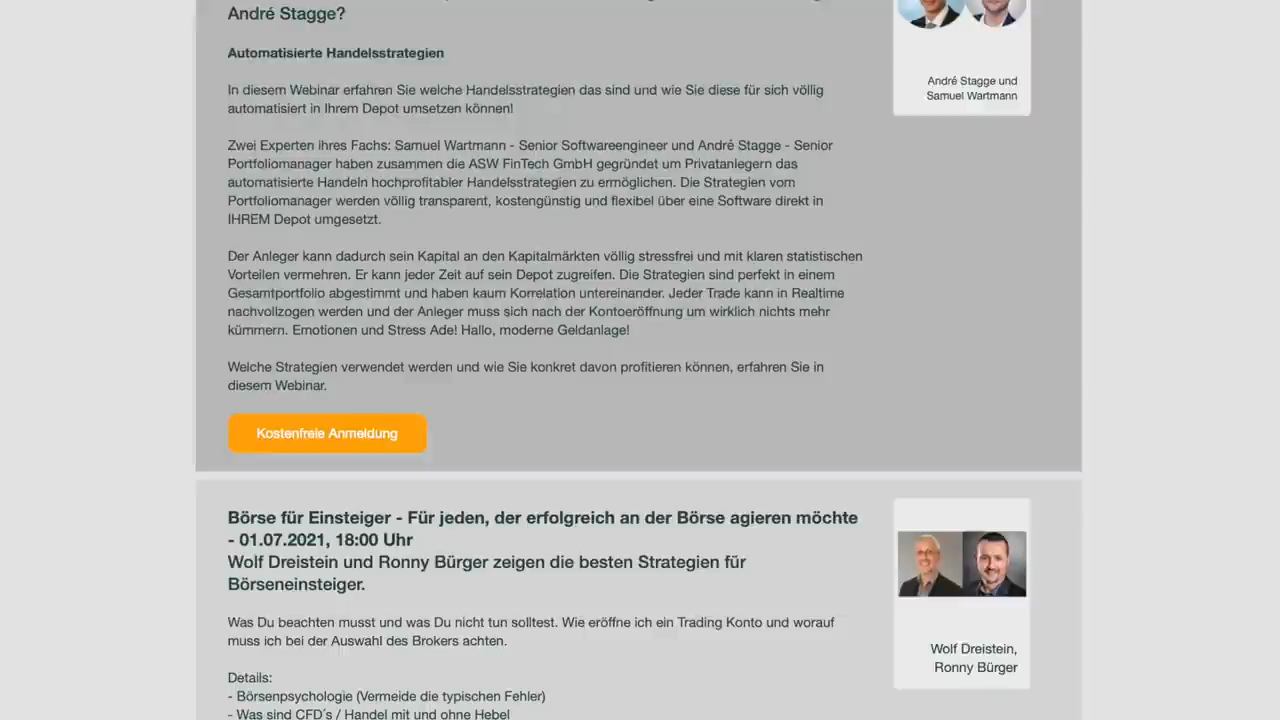 André Stagge?
Automatisierte Handelsstrategien
In diesem Webinar erfahren Sie welche Handelsstrategien das sind und wie Sie diese für sich völlig
automatisiert in Ihrem Depot umsetzen können!
Zwei Experten ihres Fachs: Samuel Wartmann - Senior Softwareengineer und André Stagge - Senior
Portfoliomanager haben zusammen die ASW FinTech GmbH gegründet um Privatanlegern das
automatisierte Handeln hochprofitabler Handelsstrategien zu ermöglichen. Die Strategien vom
Portfoliomanager werden völlig transparent, kostengünstig und flexibel über eine Software direkt in
IHREM Depot umgesetzt.
Der Anleger kann dadurch sein Kapital an den Kapitalmärkten völlig stressfrei und mit klaren statistischen
Vorteilen vermehren. Er kann jeder Zeit auf sein Depot zugreifen. Die Strategien sind perfekt in einem
Gesamtportfolio abgestimmt und haben kaum Korrelation untereinander. Jeder Trade kann in Realtime
nachvollzogen werden und der Anleger muss sich nach der Kontoeröffnung um wirklich nichts mehr
kümmern. Emotionen und Stress Ade! Hallo, moderne Geldanlage!
Welche Strategien verwendet werden und wie Sie konkret davon profitieren können, erfahren Sie in
diesem Webinar.
Kostenfreie Anmeldung
André Stagge und
Samuel Wartmann
Börse für Einsteiger - Für jeden, der erfolgreich an der Börse agieren möchte
- 01.07.2021, 18:00 Uhr
Wolf Dreistein und Ronny Bürger zeigen die besten Strategien für
Börseneinsteiger.
Was Du beachten musst und was Du nicht tun solltest. Wie eröffne ich ein Trading Konto und worauf
muss ich bei der Auswahl des Brokers achten.
Details:
- Börsenpsychologie (Vermeide die typischen Fehler)
- Was sind CFD´s / Handel mit und ohne Hebel
Wolf Dreistein,
Ronny Bürger